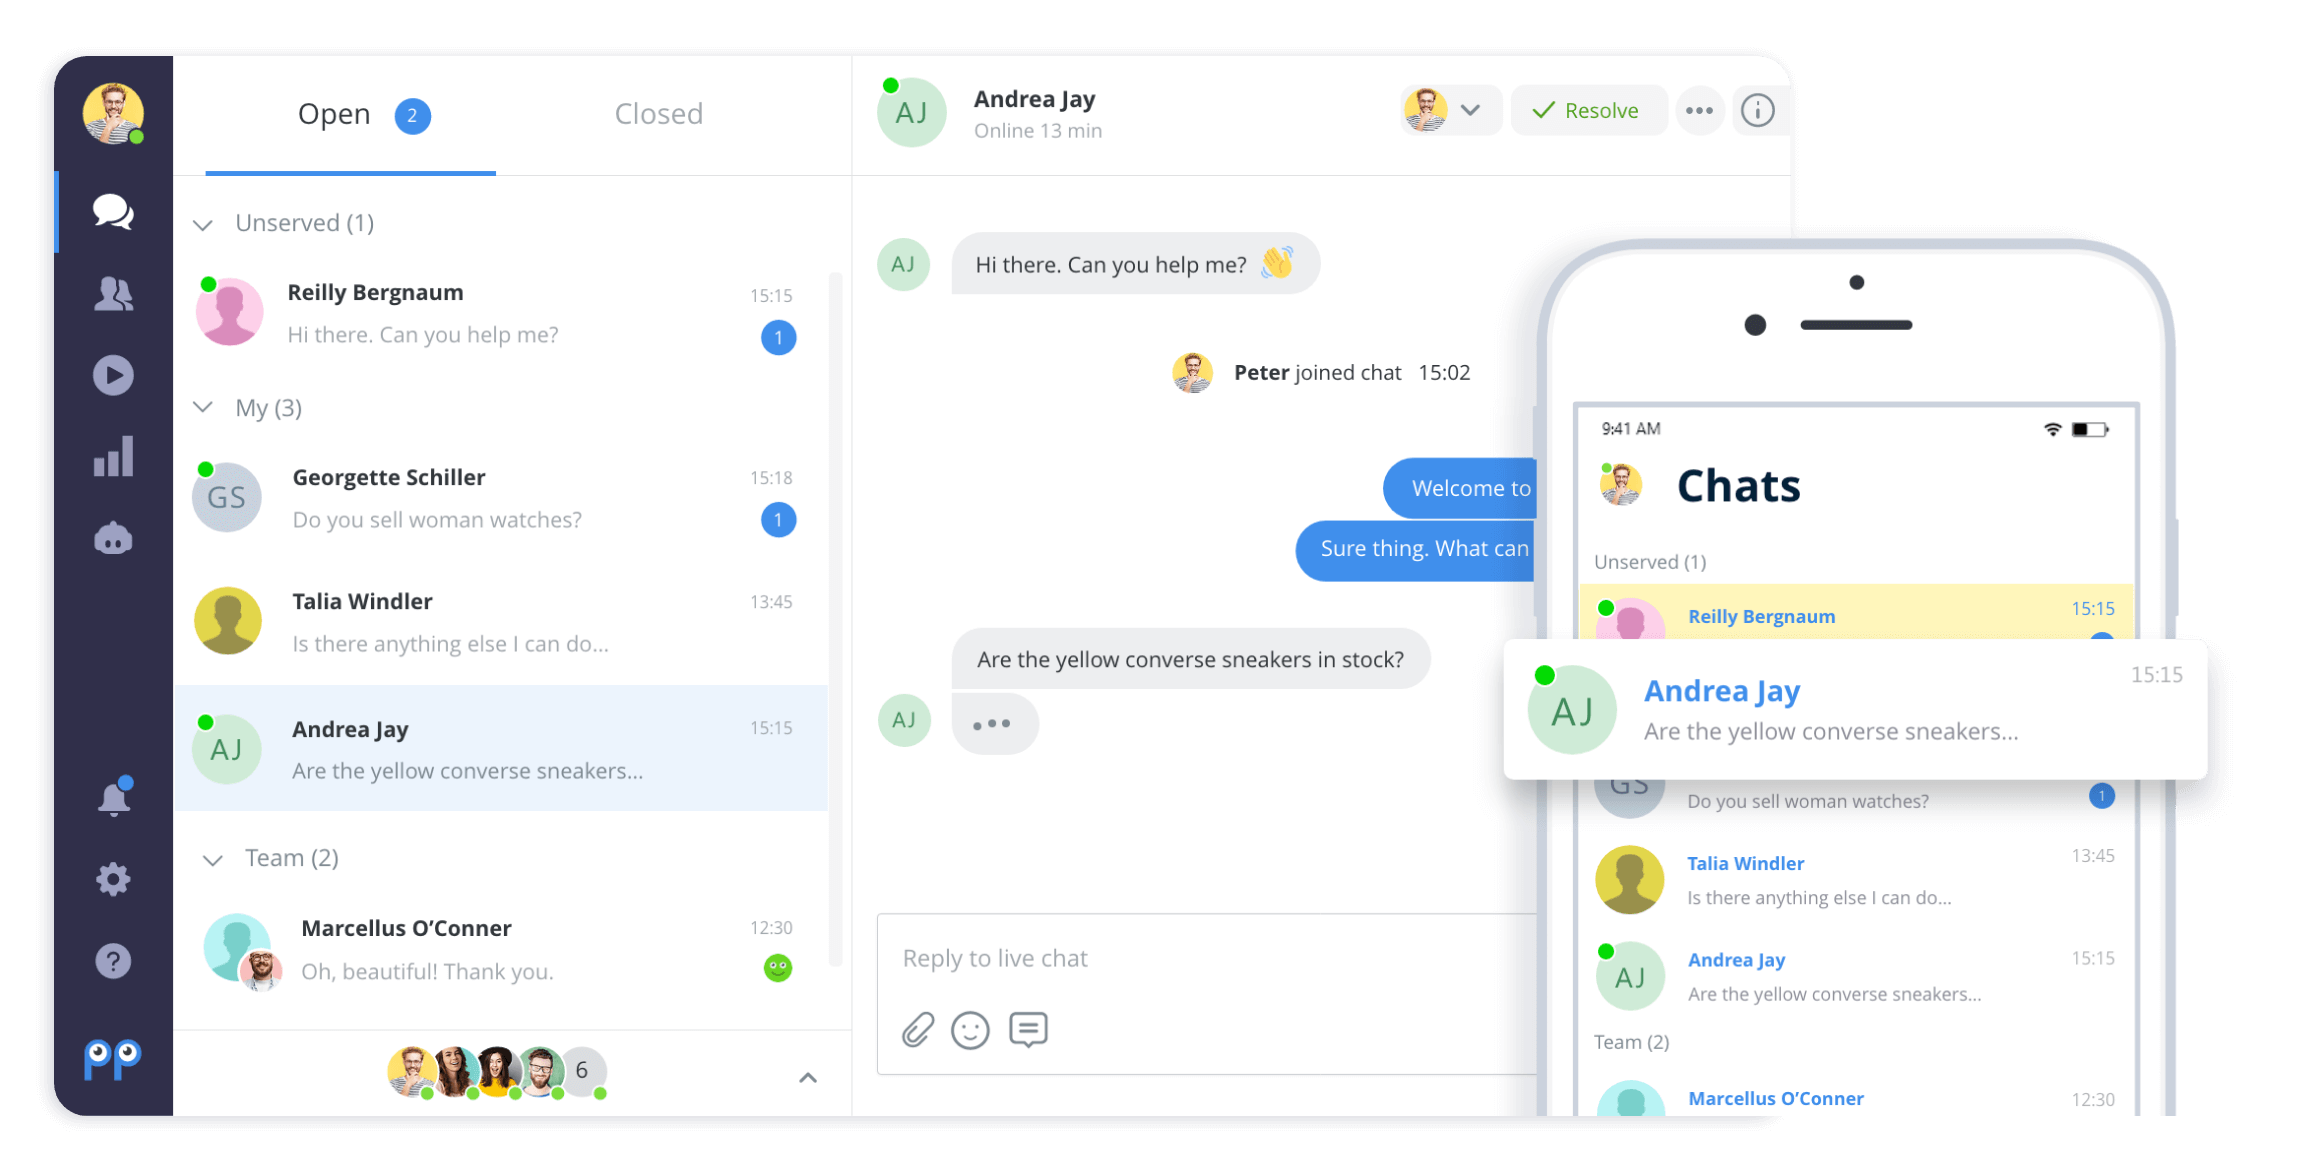 Open 2
Closed
Unserved (1)
Reilly Bergnaum
15:15
Hi there. Can you help me?
1
My (3)
GS
Georgette Schiller
15:18
Do you sell woman watches?
1
Talia Windler
13:45
Is there anything else I can do...
AJ
Andrea Jay
15:15
Are the yellow converse sneakers...
Team (2)
Marcellus O’Conner
12:30
Oh, beautiful! Thank you.
6
?
pp
AJ
Andrea Jay
Online 13 min
Resolve
AJ
Hi there. Can you help me?
Peter joined chat 15:02
Welcome to
Sure thing. What can
Are the yellow converse sneakers in stock?
AJ
Reply to live chat
9:41 AM
Chats
Unserved (1)
Reilly Bergnaum
15:15
AJ
Andrea Jay
15:15
Are the yellow converse sneakers...
GS
Do you sell woman watches?
1
Talia Windler
13:45
Is there anything else I can do...
AJ
Andrea Jay
15:15
Are the yellow converse sneakers...
Team (2)
Marcellus O’Conner
12:30